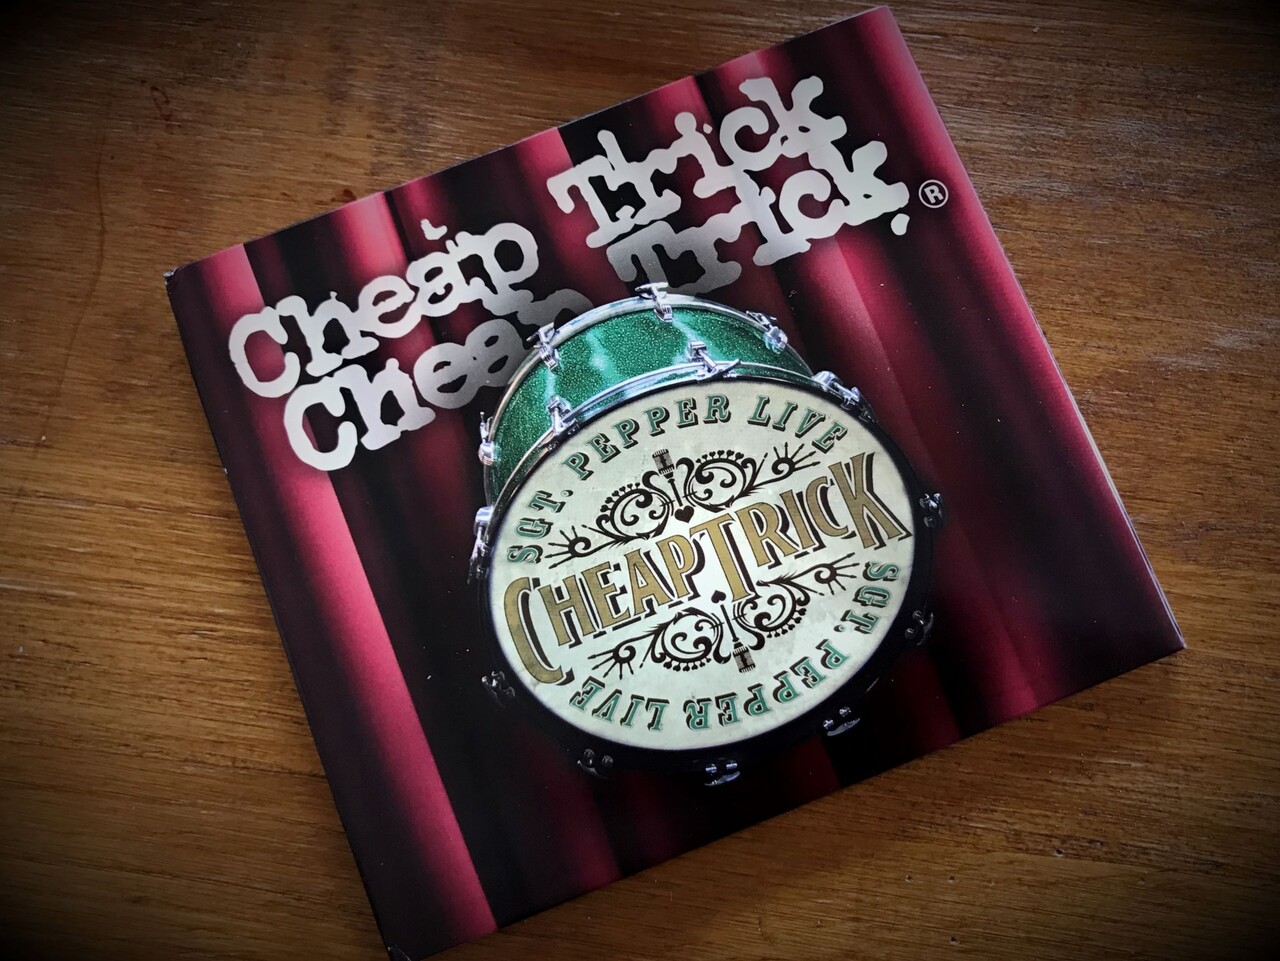 Cheap Trick
Cheap Trick®
SGT. PEPPER LIVE
CHEAP TRICK
SGT. PEPPER LIVE